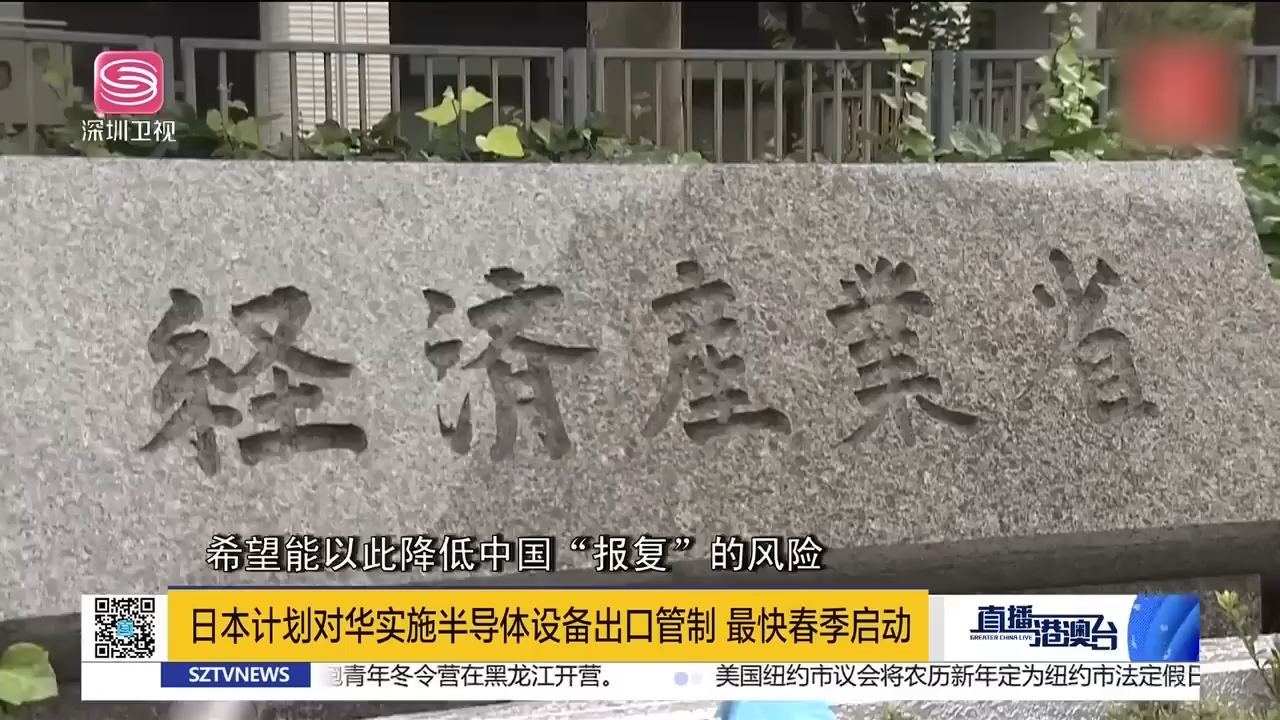 深圳卫视
経済産業省
希望能以此降低中国“报复”的风险
日本计划对华实施半导体设备出口管制 最快春季启动
直播港澳台
GREATER CHINA LIVE
SZTVNEWS
青年冬令营在黑龙江开营。 美国纽约市议会将农历新年定为纽约市法定假日